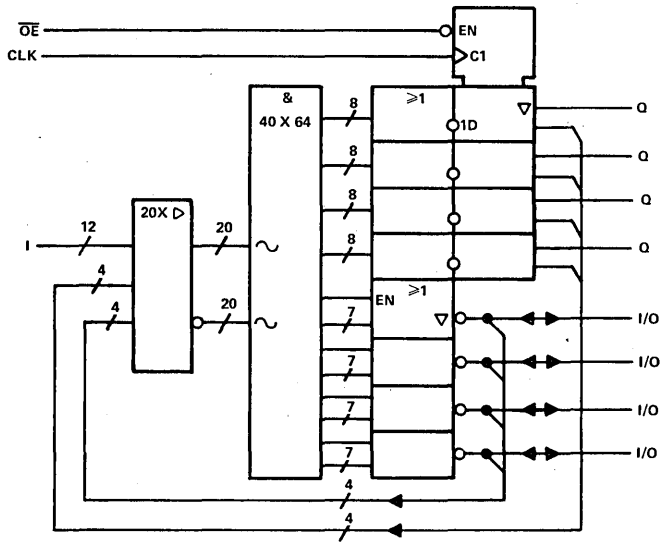 OE EN
CLK C1
& ≥1
40 X 64 8 ▽ Q
1D
8 Q
8 Q
12 20X ▷ 20
I 8 Q
4
EN ≥1
4 20 7 ▽ I/O
7 I/O
7 I/O
7 I/O
4
4